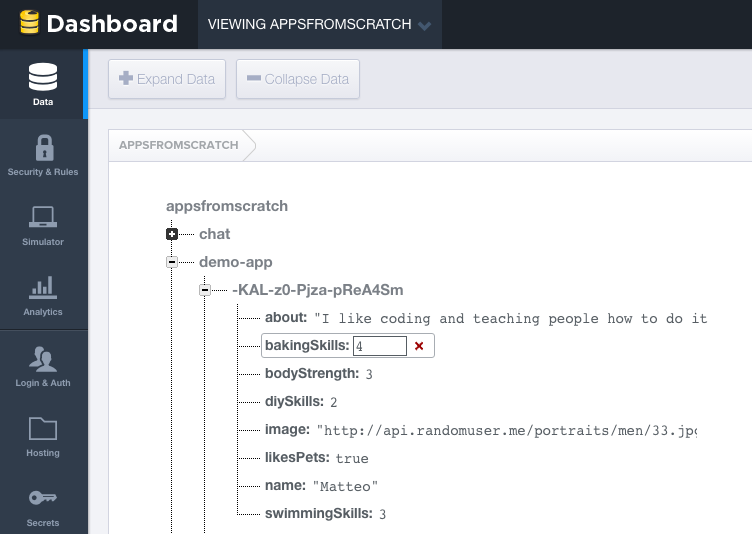 Dashboard
VIEWING APPSFROMSCRATCH
Data
Security & Rules
Simulator
Analytics
Login & Auth
Hosting
Secrets
Expand Data
Collapse Data
APPSFROMSCRATCH
appsfromscratch
chat
demo-app
-KAL-z0-Pjza-pReA4Sm
about: "I like coding and teaching people how to do it
bakingSkills: 4
bodyStrength: 3
diySkills: 2
image: "http://api.randomuser.me/portraits/men/33.jpg
likesPets: true
name: "Matteo"
swimmingSkills: 3